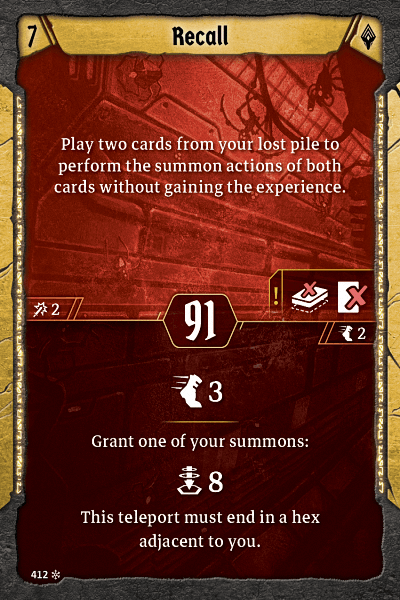 7
Recall
Play two cards from your lost pile to
perform the summon actions of both
cards without gaining the experience.
!
2
91
2
3
Grant one of your summons:
8
This teleport must end in a hex
adjacent to you.
412